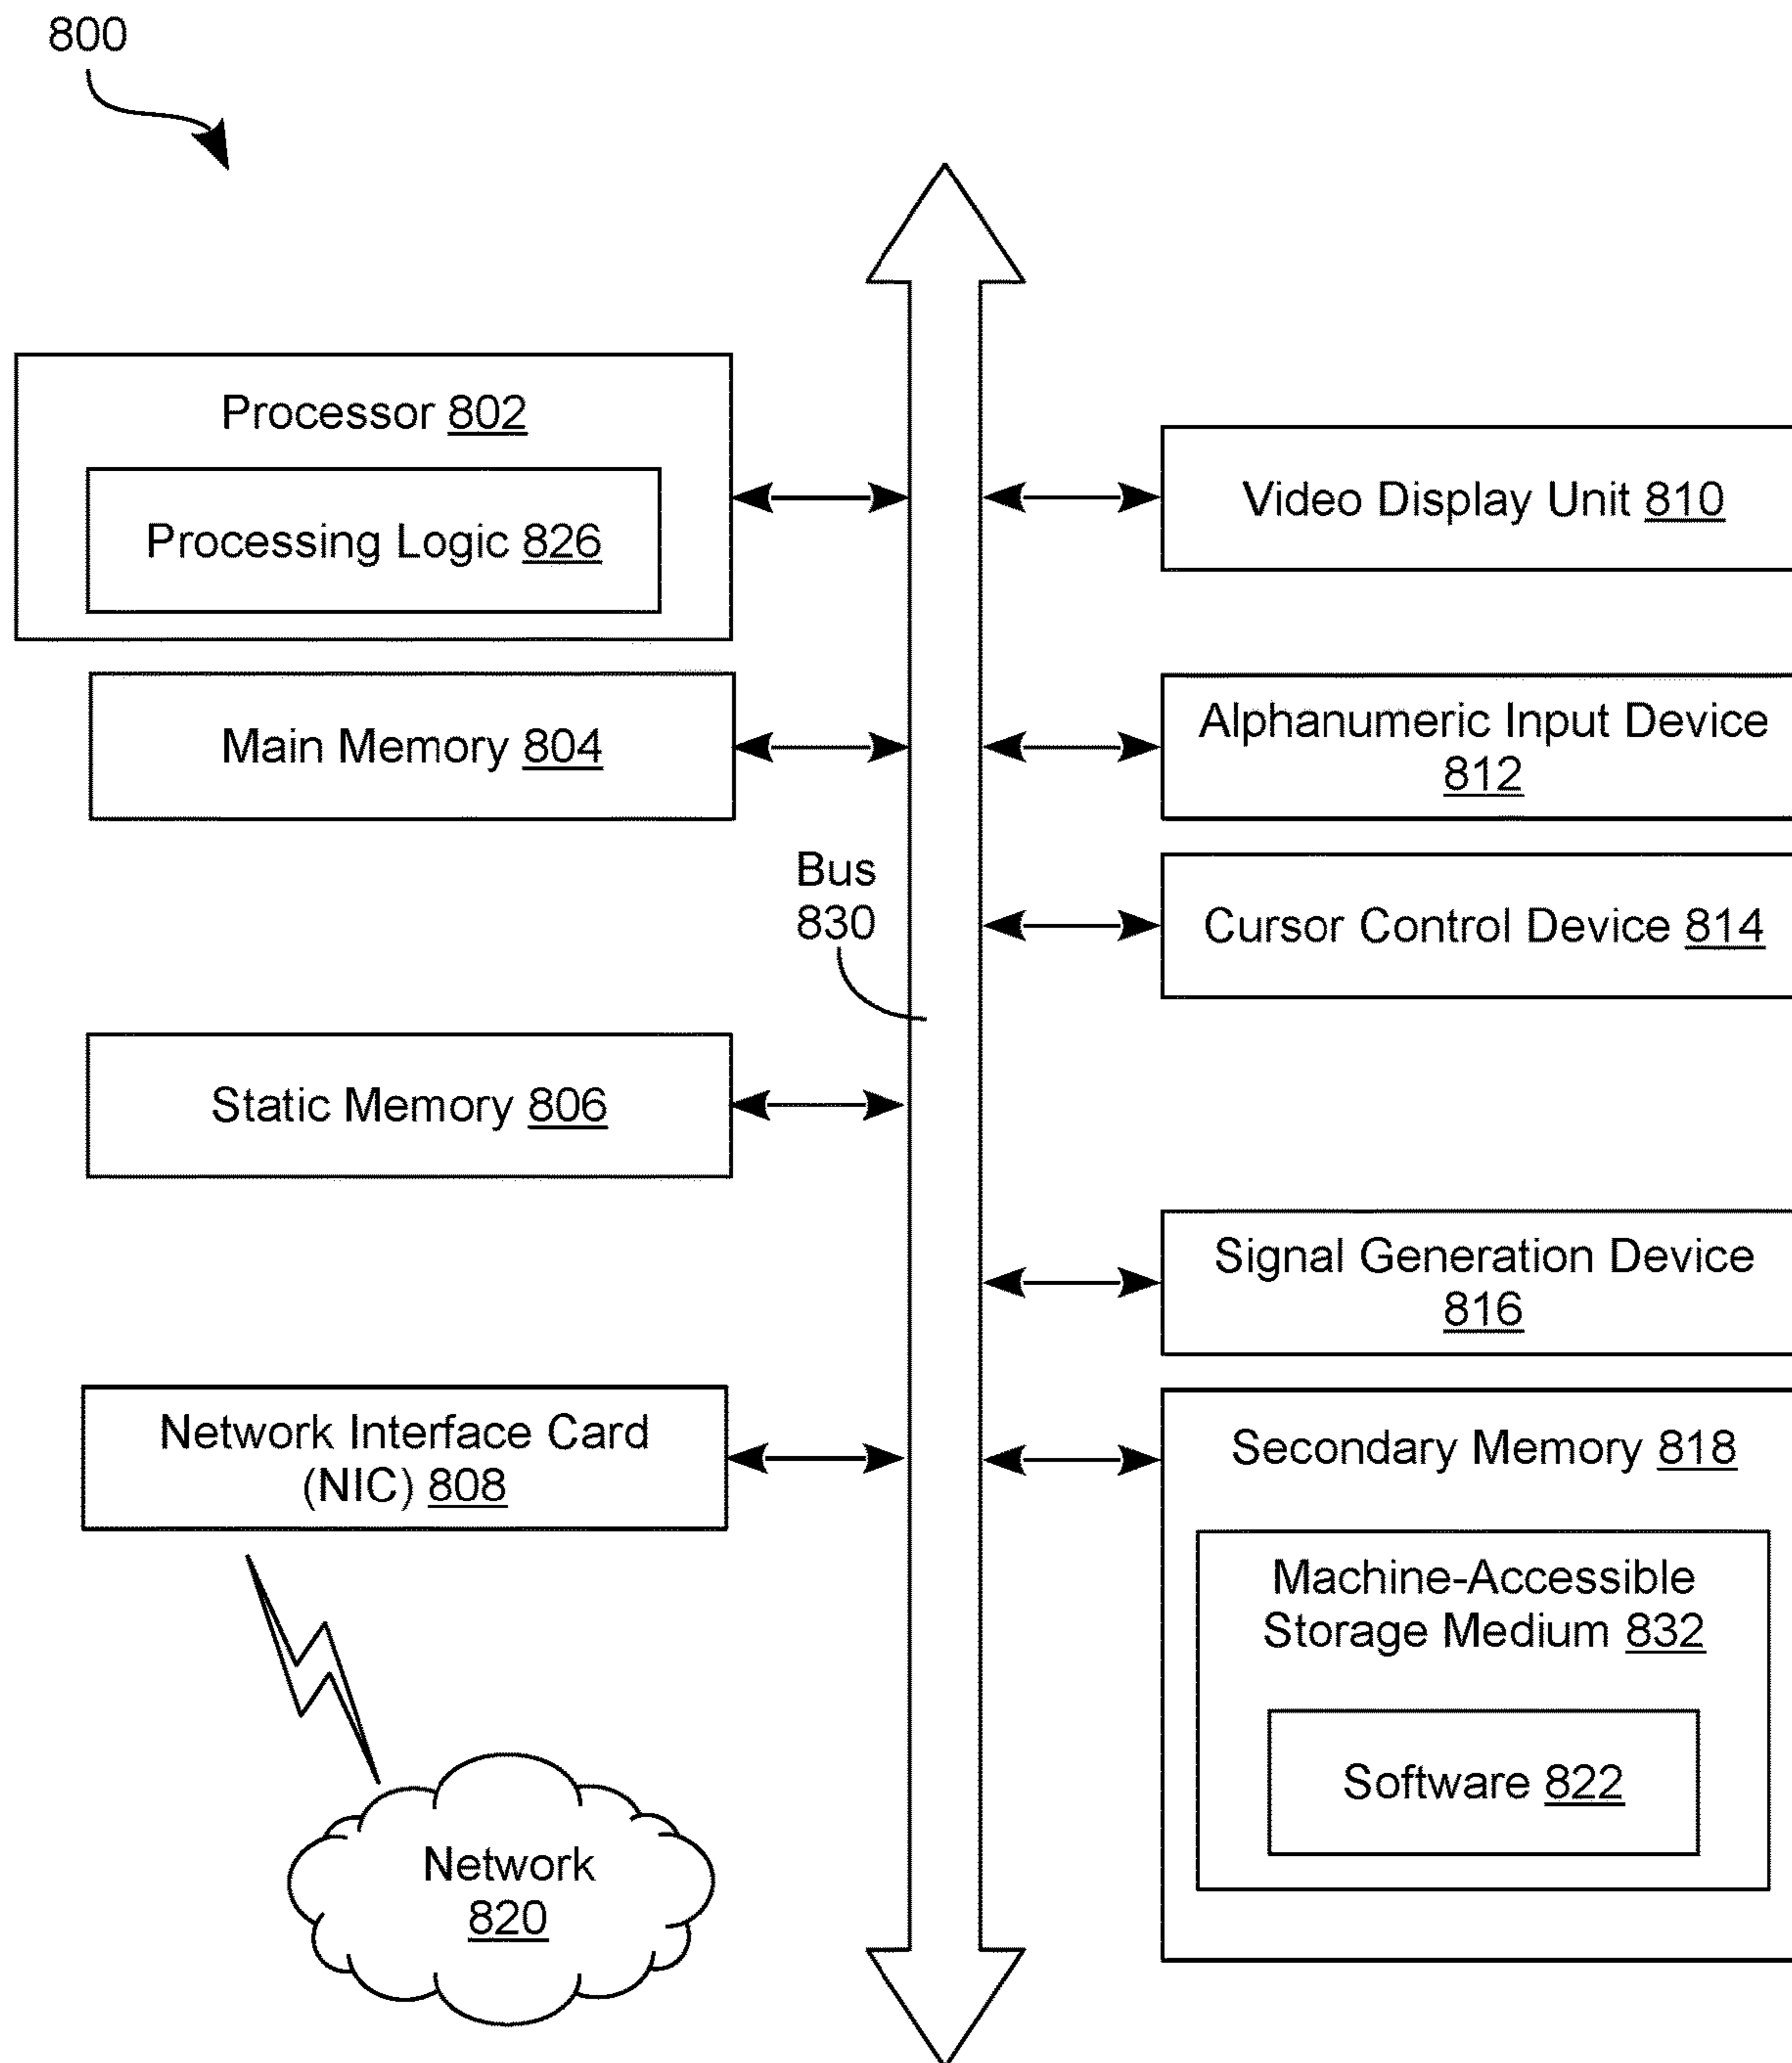 800
Processor 802
Processing Logic 826
Main Memory 804
Bus
830
Static Memory 806
Network Interface Card
(NIC) 808
Network
820
Video Display Unit 810
Alphanumeric Input Device
812
Cursor Control Device 814
Signal Generation Device
816
Secondary Memory 818
Machine-Accessible
Storage Medium 832
Software 822